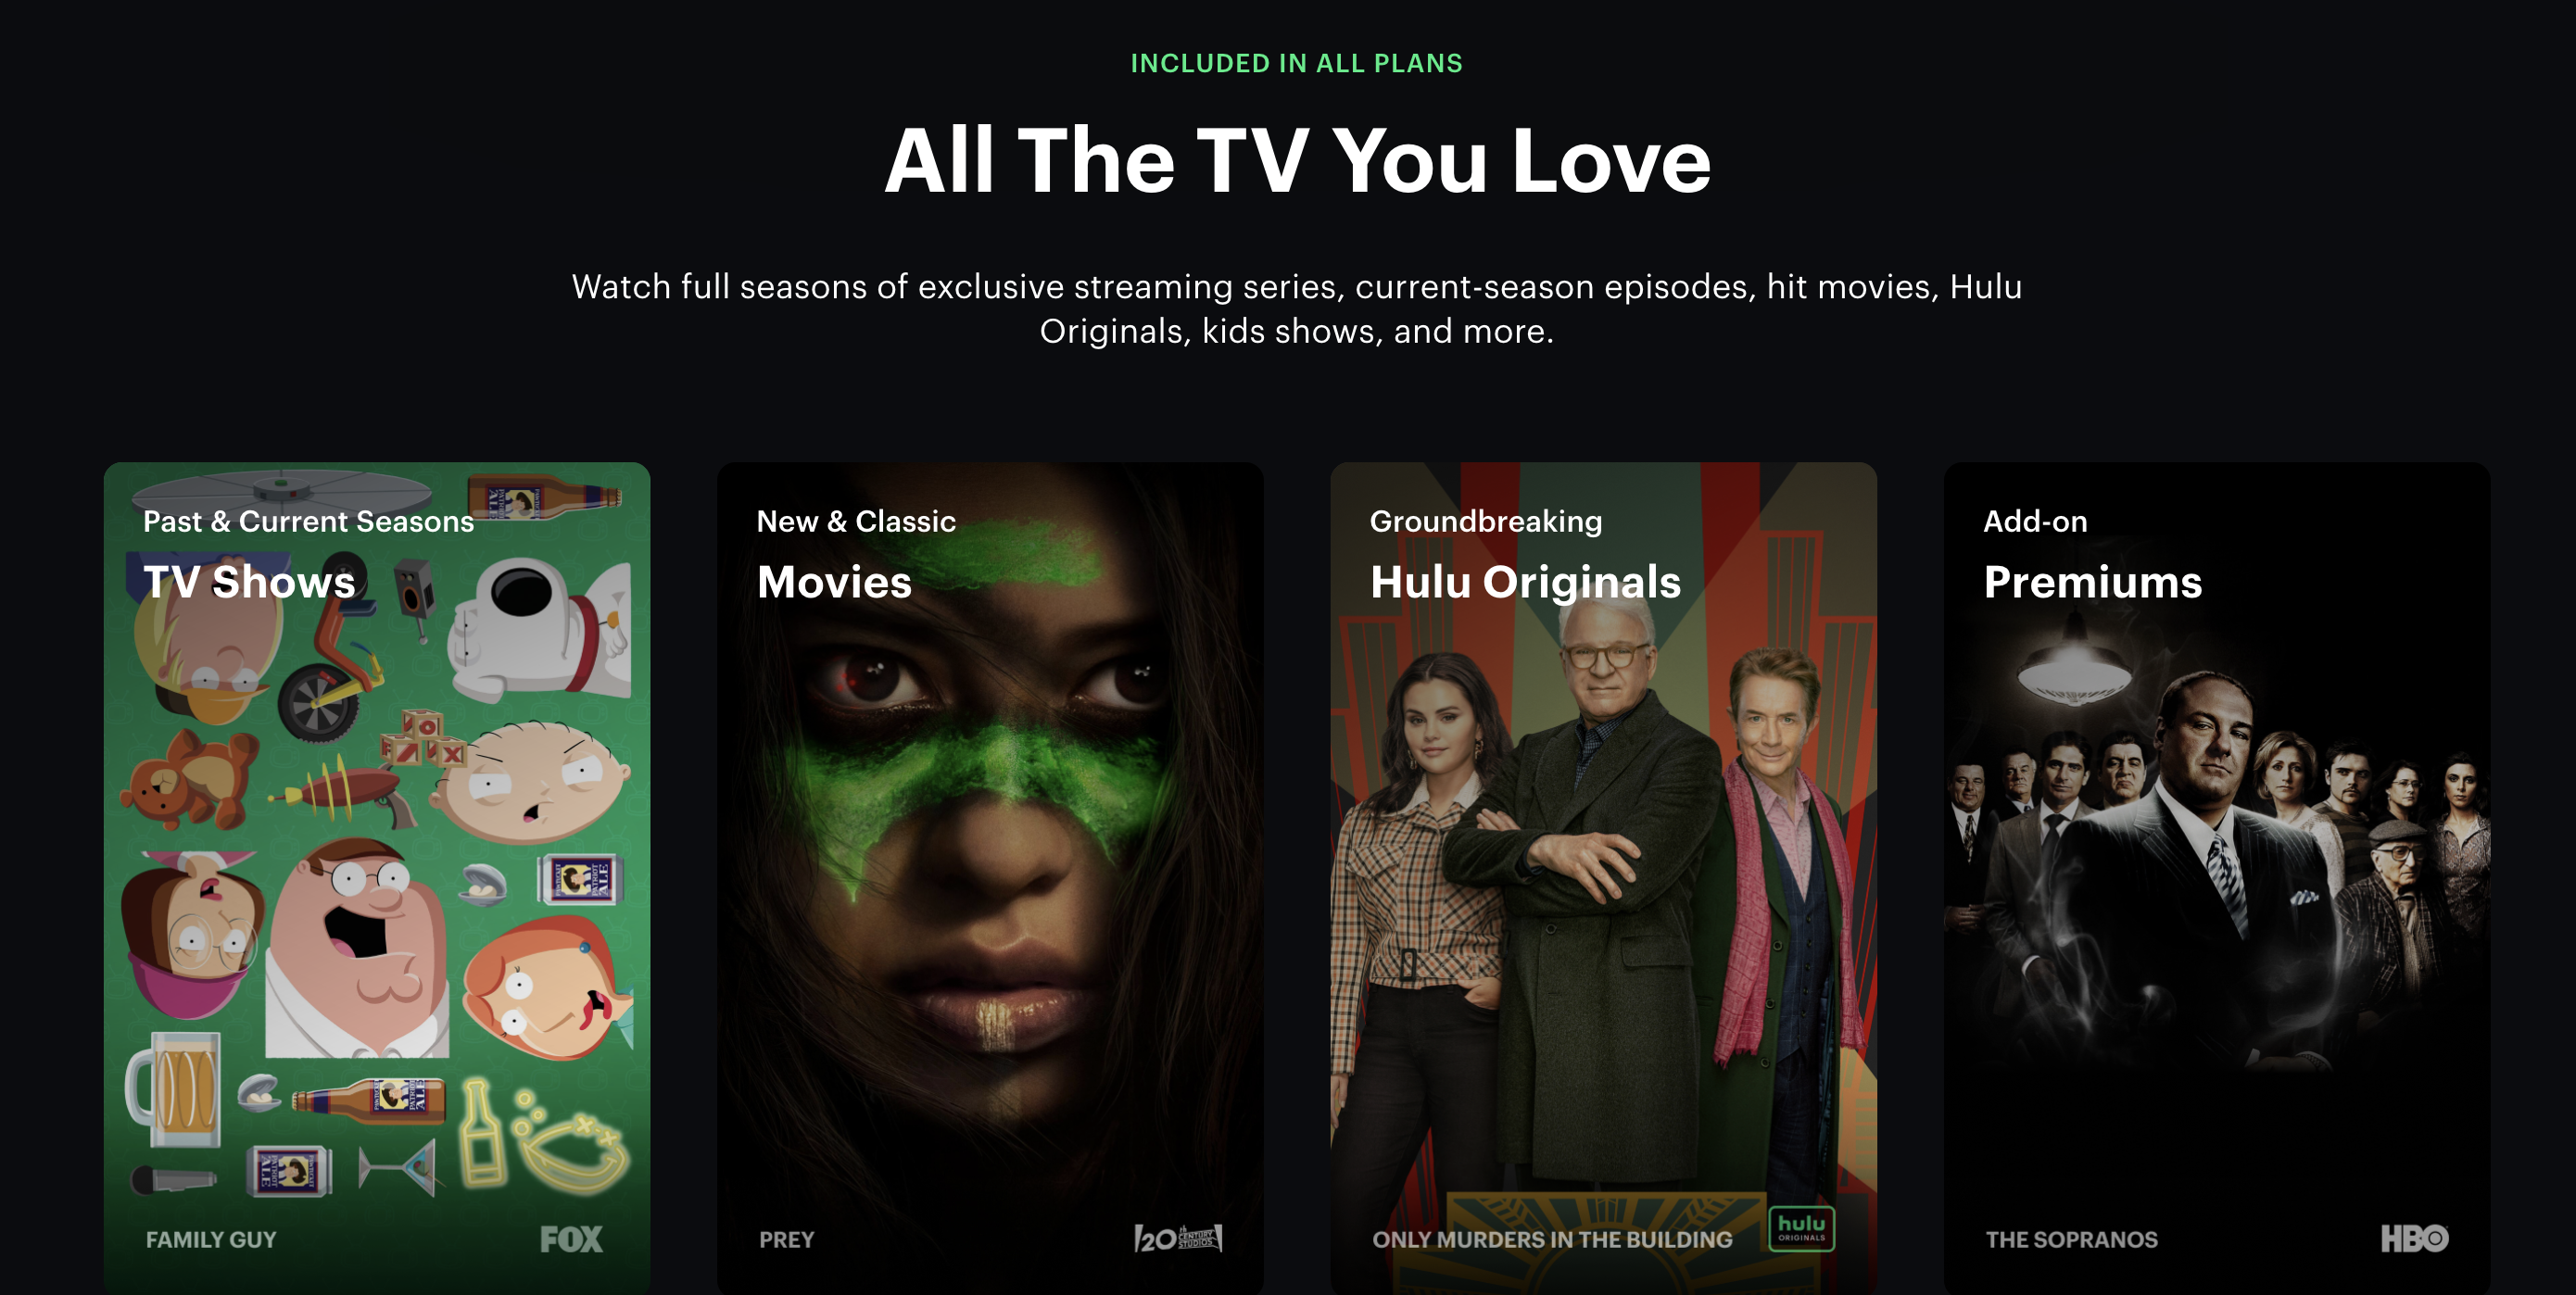 INCLUDED IN ALL PLANS
All The TV You Love
Watch full seasons of exclusive streaming series, current-season episodes, hit movies, Hulu
Originals, kids shows, and more.
Past & Current Seasons
TV Shows
FAMILY GUY
FOX
New & Classic
Movies
PREY
20th CENTURY STUDIOS
Groundbreaking
Hulu Originals
ONLY MURDERS IN THE BUILDING
hulu
ORIGINALS
Add-on
Premiums
THE SOPRANOS
HBO